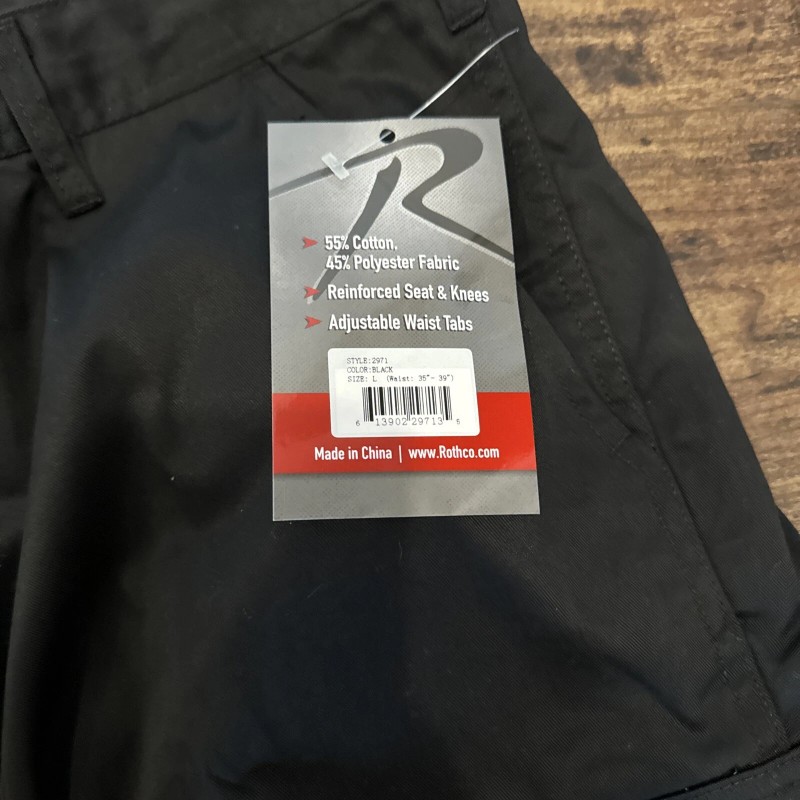 R
55% Cotton,
45% Polyester Fabric
Reinforced Seat & Knees
Adjustable Waist Tabs
STYLE:2971
COLOR:BLACK
SIZE: L (Waist: 35"- 39")
6 13902 29713 6
Made in China | www.Rothco.com